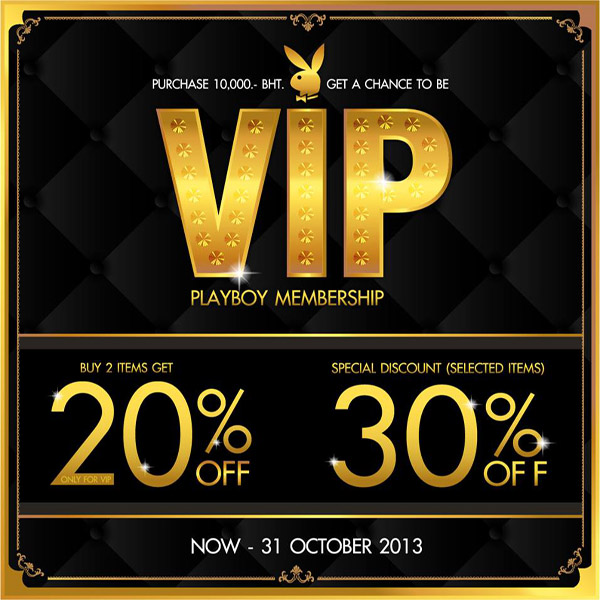 PURCHASE 10,000.- BHT. GET A CHANCE TO BE
VIP
PLAYBOY MEMBERSHIP
BUY 2 ITEMS GET
20% OFF
ONLY FOR VIP
SPECIAL DISCOUNT (SELECTED ITEMS)
30% OFF
NOW - 31 OCTOBER 2013